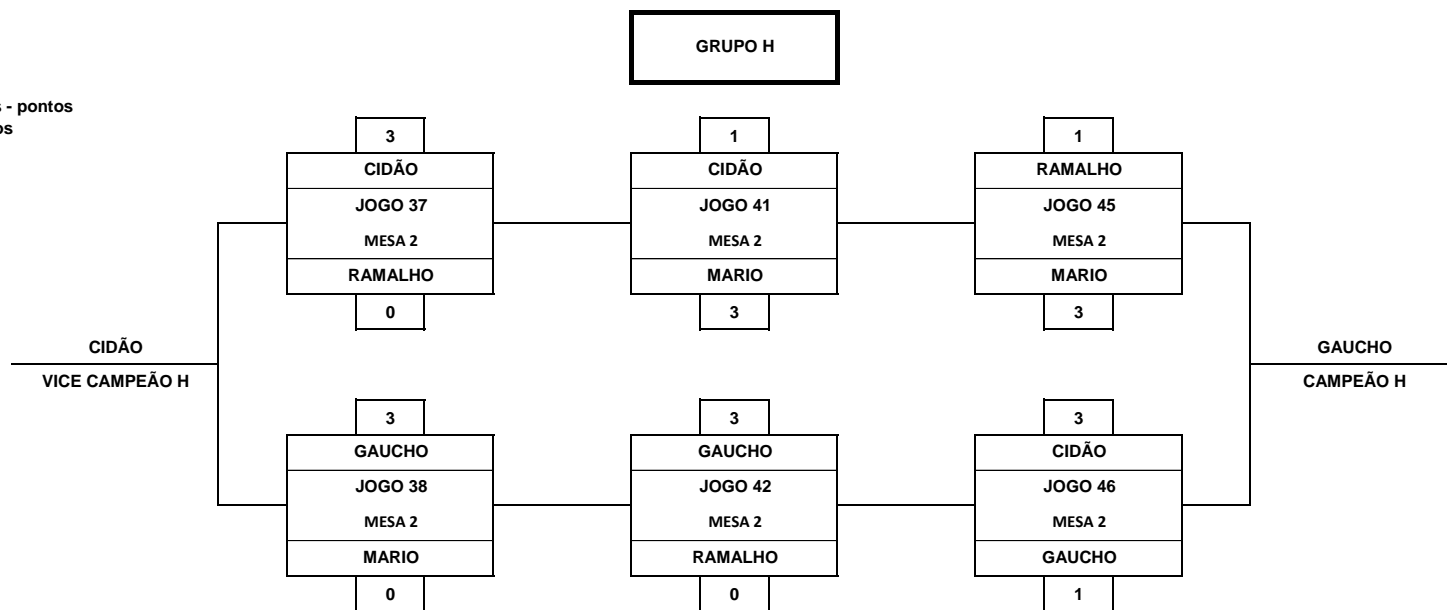 GRUPO H
- pontos
3
CIDÃO
JOGO 37
MESA 2
RAMALHO
0
1
CIDÃO
JOGO 41
MESA 2
MARIO
3
1
RAMALHO
JOGO 45
MESA 2
MARIO
3
CIDÃO
VICE CAMPEÃO H
GAUCHO
CAMPEÃO H
3
GAUCHO
JOGO 38
MESA 2
MARIO
0
3
GAUCHO
JOGO 42
MESA 2
RAMALHO
0
3
CIDÃO
JOGO 46
MESA 2
GAUCHO
1